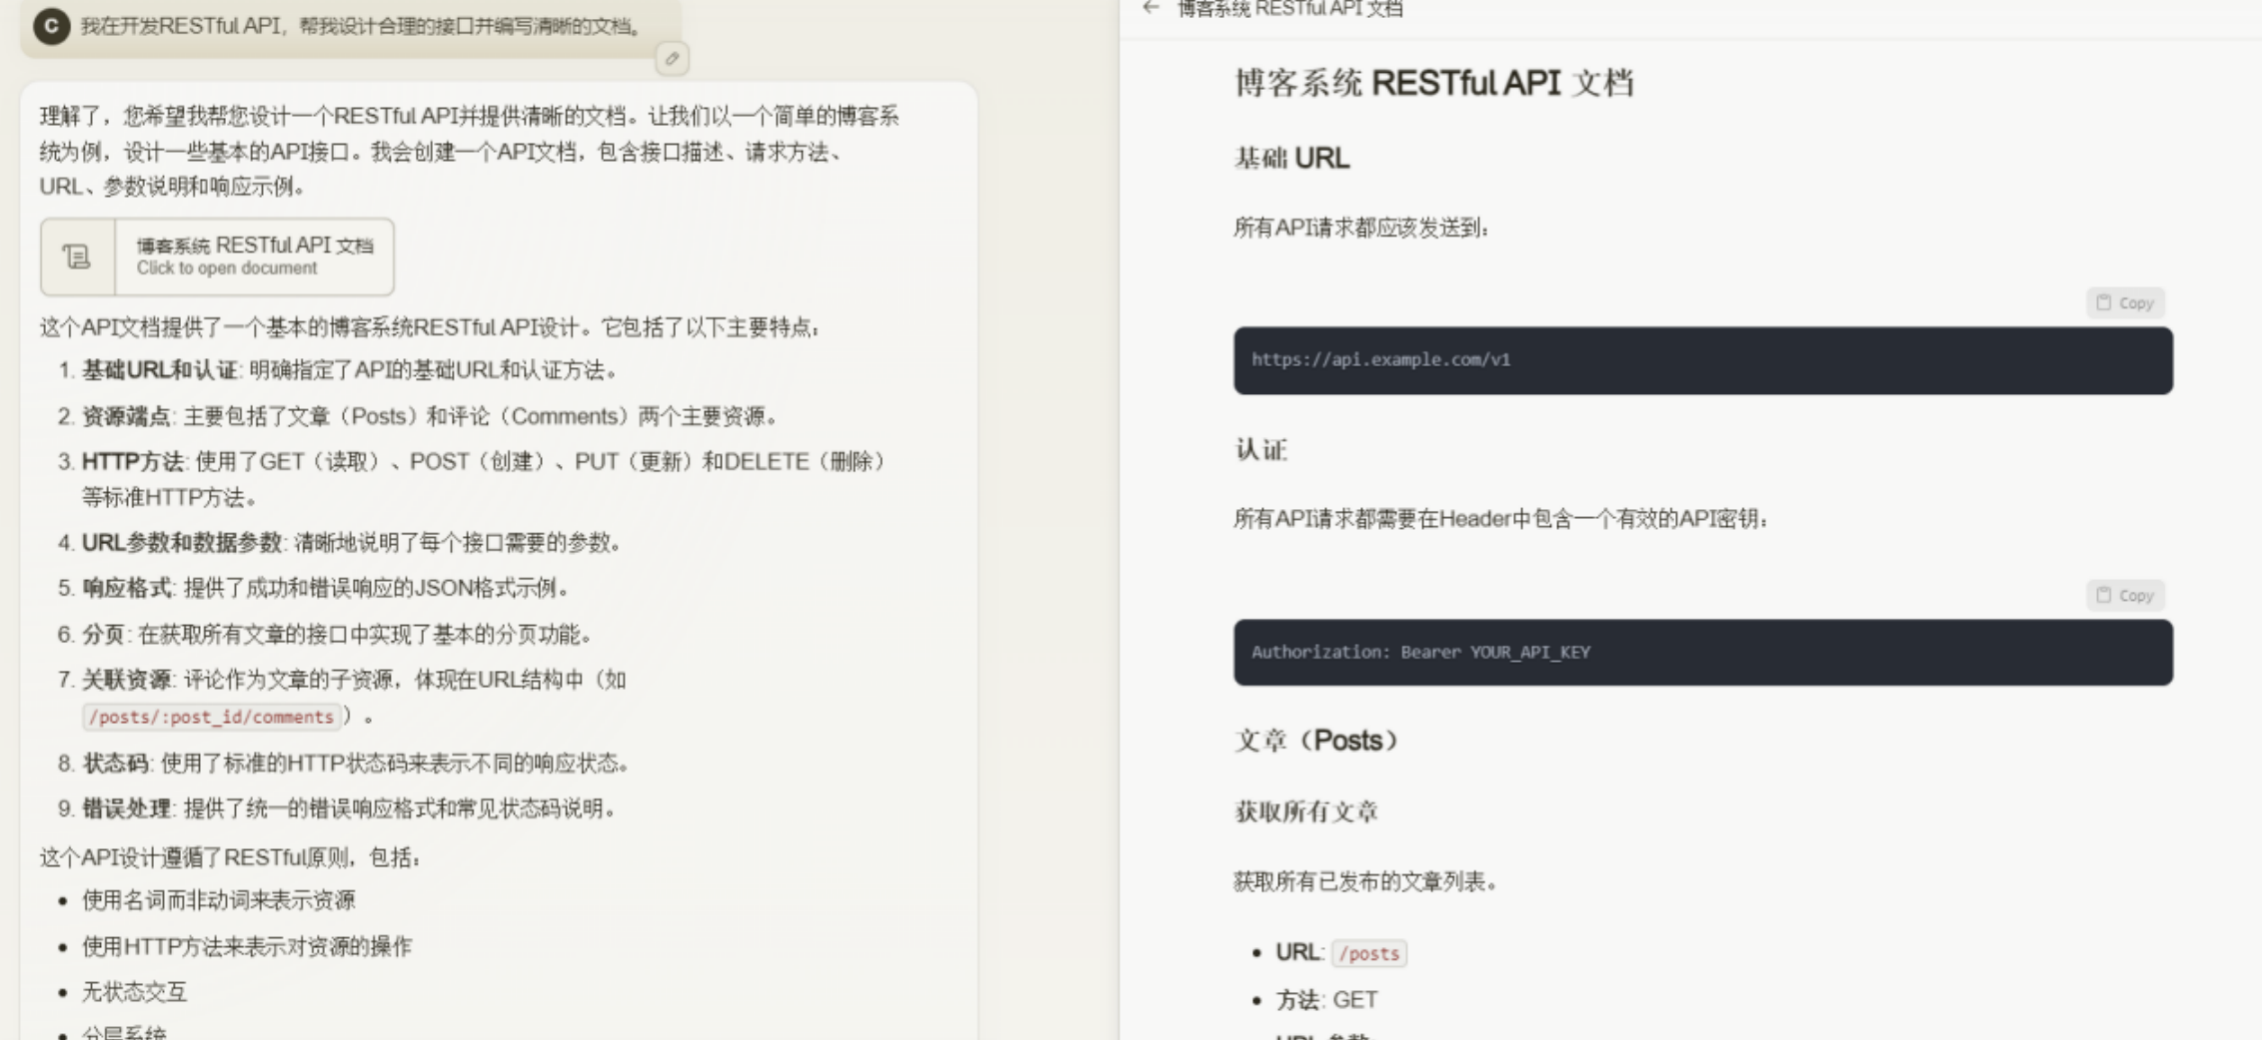 C 我在开发RESTful API，帮我设计合理的接口并编写清晰的文档。
理解了，您希望我帮您设计一个RESTful API并提供清晰的文档。让我们以一个简单的博客系
统为例，设计一些基本的API接口。我会创建一个API文档，包含接口描述、请求方法、
URL、参数说明和响应示例。
博客系统 RESTful API 文档
Click to open document
这个API文档提供了一个基本的博客系统RESTful API设计。它包括了以下主要特点：
1. 基础URL和认证: 明确指定了API的基础URL和认证方法。
2. 资源端点: 主要包括了文章（Posts）和评论（Comments）两个主要资源。
3. HTTP方法: 使用了GET（读取）、POST（创建）、PUT（更新）和DELETE（删除）
等标准HTTP方法。
4. URL参数和数据参数: 清晰地说明了每个接口需要的参数。
5. 响应格式: 提供了成功和错误响应的JSON格式示例。
6. 分页: 在获取所有文章的接口中实现了基本的分页功能。
7. 关联资源: 评论作为文章的子资源，体现在URL结构中（如
/posts/:post_id/comments）。
8. 状态码: 使用了标准的HTTP状态码来表示不同的响应状态。
9. 错误处理: 提供了统一的错误响应格式和常见状态码说明。
这个API设计遵循了RESTful原则，包括：
• 使用名词而非动词来表示资源
• 使用HTTP方法来表示对资源的操作
• 无状态交互
• 分层系统
← 博客系统 RESTful API 文档
博客系统 RESTful API 文档
基础 URL
所有API请求都应该发送到：
Copy
https://api.example.com/v1
认证
所有API请求都需要在Header中包含一个有效的API密钥：
Copy
Authorization: Bearer YOUR_API_KEY
文章（Posts）
获取所有文章
获取所有已发布的文章列表。
• URL: /posts
• 方法: GET
URL 参数: